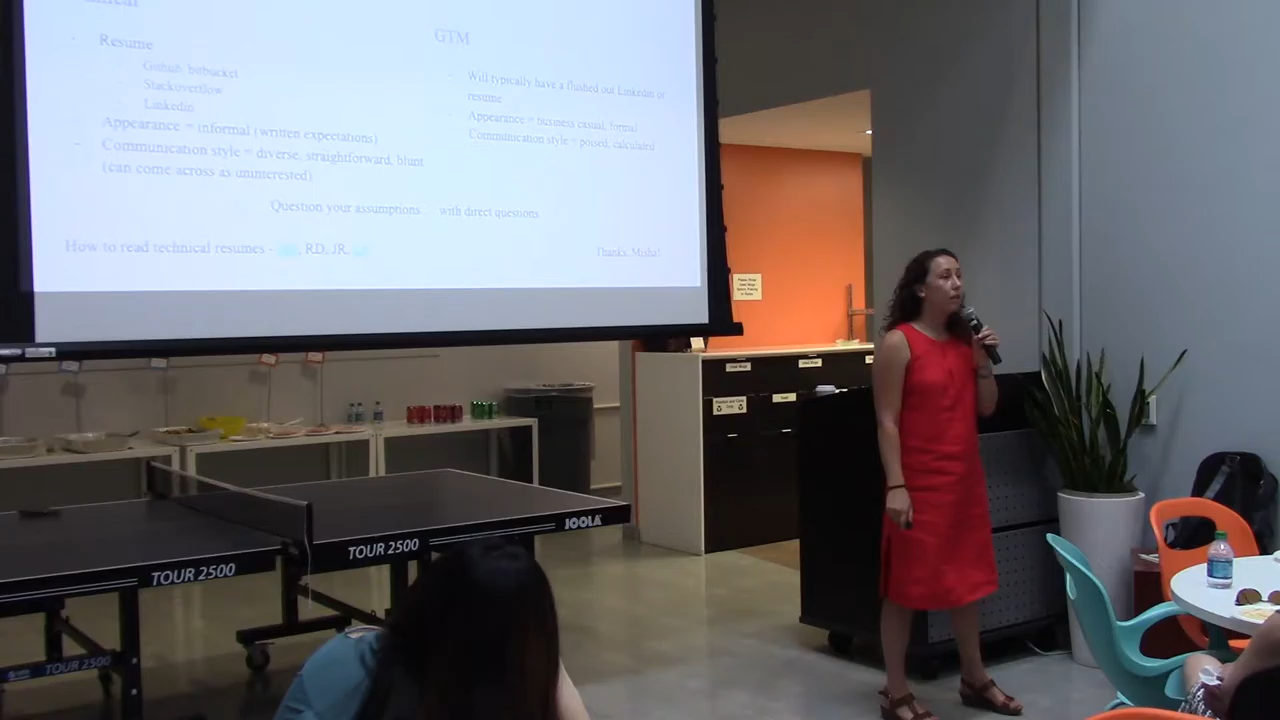 Resume
Github, bitbucket
Stackoverflow
Linkedin
Appearance = informal (written expectations)
Communication style = diverse, straightforward, blunt
(can come across as uninterested)
GTM
Will typically have a flushed out Linkedin or
resume
Appearance = business casual, formal
Communication style = poised, calculated
Question your assumptions with direct questions
How to read technical resumes - , RD, JR,
Thanks, Misha!
JOOLA
TOUR 2500
TOUR 2500
TOUR 2500